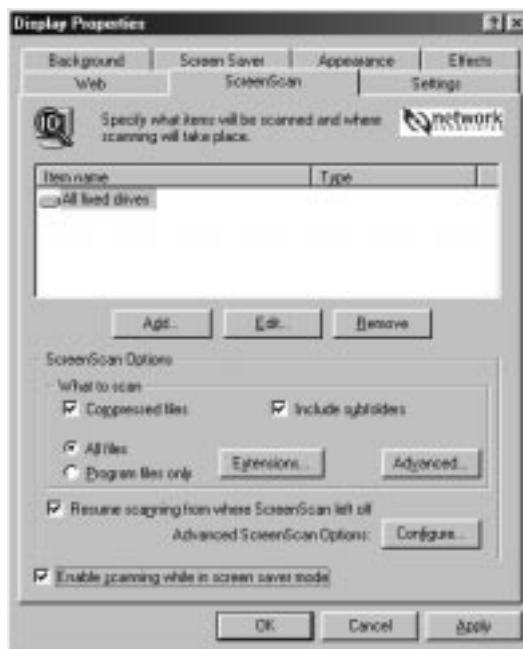 Display Properties
Background Screen Saver Appearance Effects
Web ScreenScan Settings
Specify what items will be scanned and where
scanning will take place.
network
Item name Type
All fixed drives
Add... Edit... Remove
ScreenScan Options
What to scan
Compressed files Include subfolders
All files
Program files only
Extensions... Advanced...
Resume scanning from where ScreenScan left off
Advanced ScreenScan Options: Configure...
Enable scanning while in screen saver mode
OK Cancel Apply